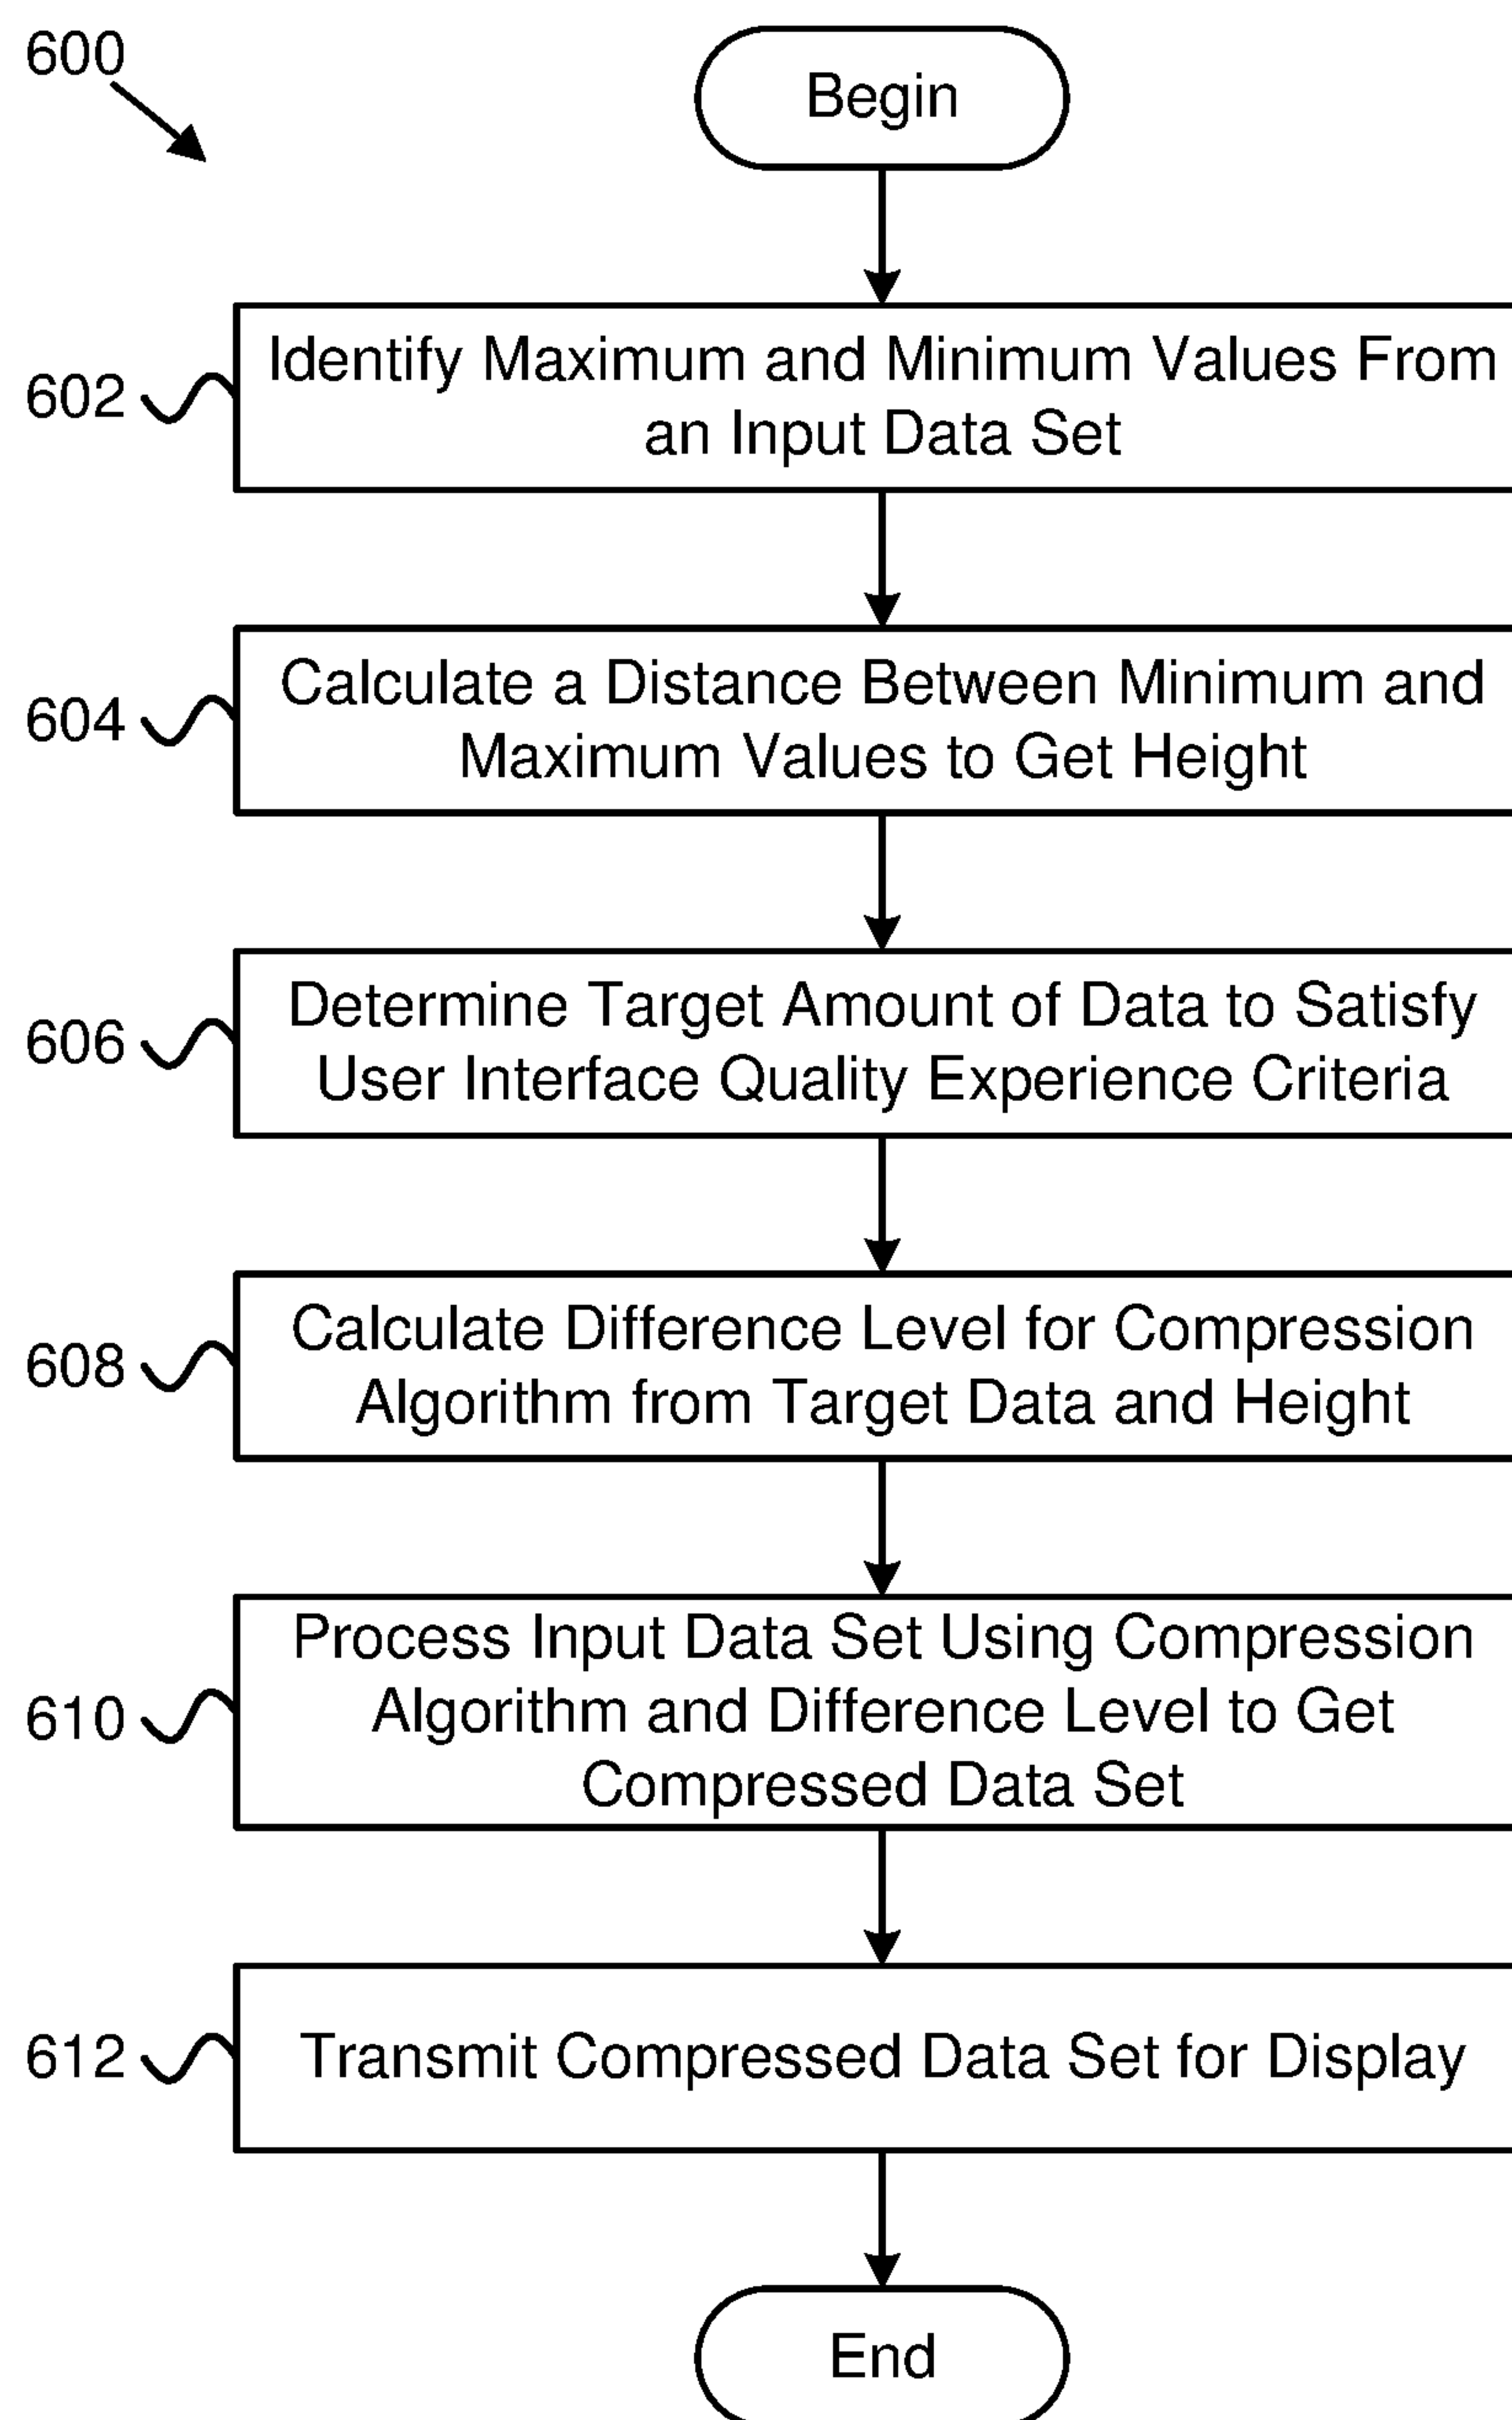 600
Begin
602
Identify Maximum and Minimum Values From
an Input Data Set
604
Calculate a Distance Between Minimum and
Maximum Values to Get Height
606
Determine Target Amount of Data to Satisfy
User Interface Quality Experience Criteria
608
Calculate Difference Level for Compression
Algorithm from Target Data and Height
610
Process Input Data Set Using Compression
Algorithm and Difference Level to Get
Compressed Data Set
612
Transmit Compressed Data Set for Display
End